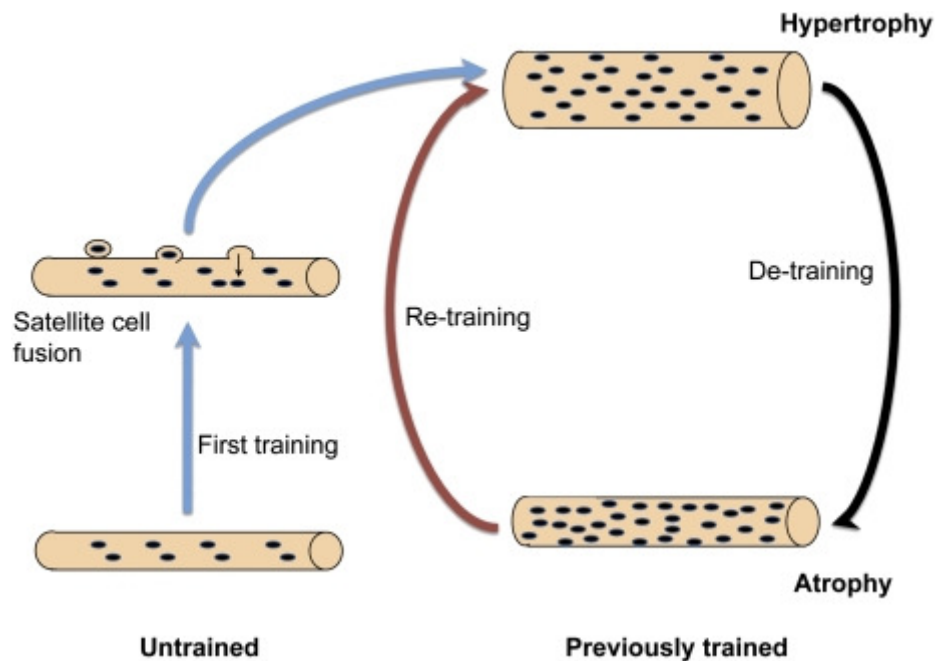 Hypertrophy
Satellite cell
fusion
Re-training
De-training
First training
Atrophy
Untrained
Previously trained